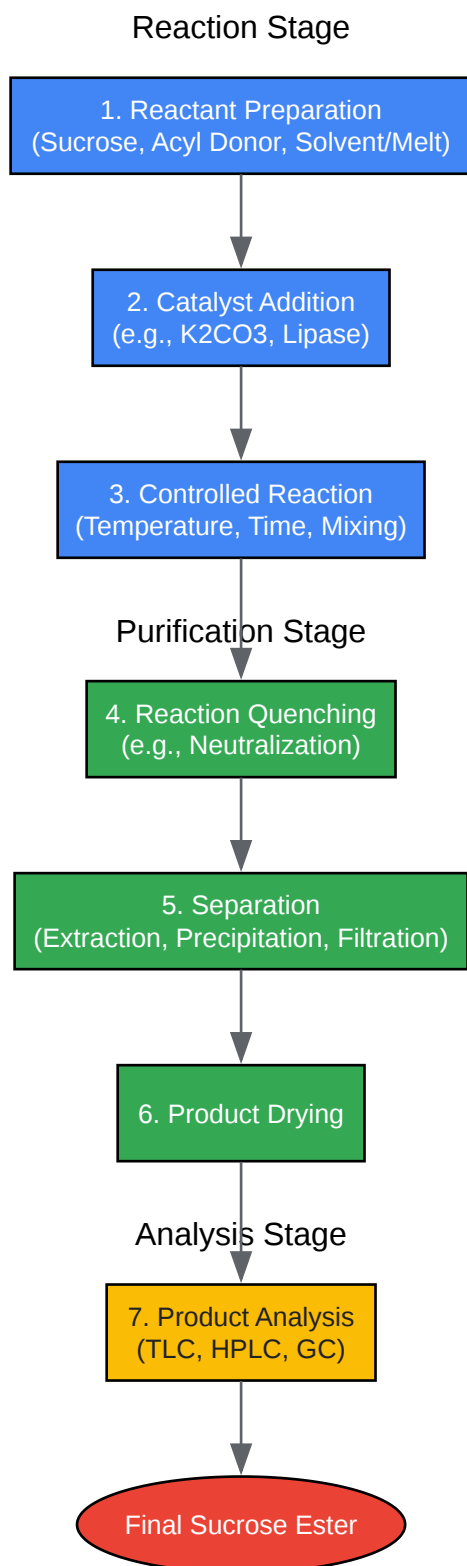 Reaction Stage
1. Reactant Preparation
(Sucrose, Acyl Donor, Solvent/Melt)
2. Catalyst Addition
(e.g., K2CO3, Lipase)
3. Controlled Reaction
(Temperature, Time, Mixing)
Purification Stage
4. Reaction Quenching
(e.g., Neutralization)
5. Separation
(Extraction, Precipitation, Filtration)
6. Product Drying
Analysis Stage
7. Product Analysis
(TLC, HPLC, GC)
Final Sucrose Ester